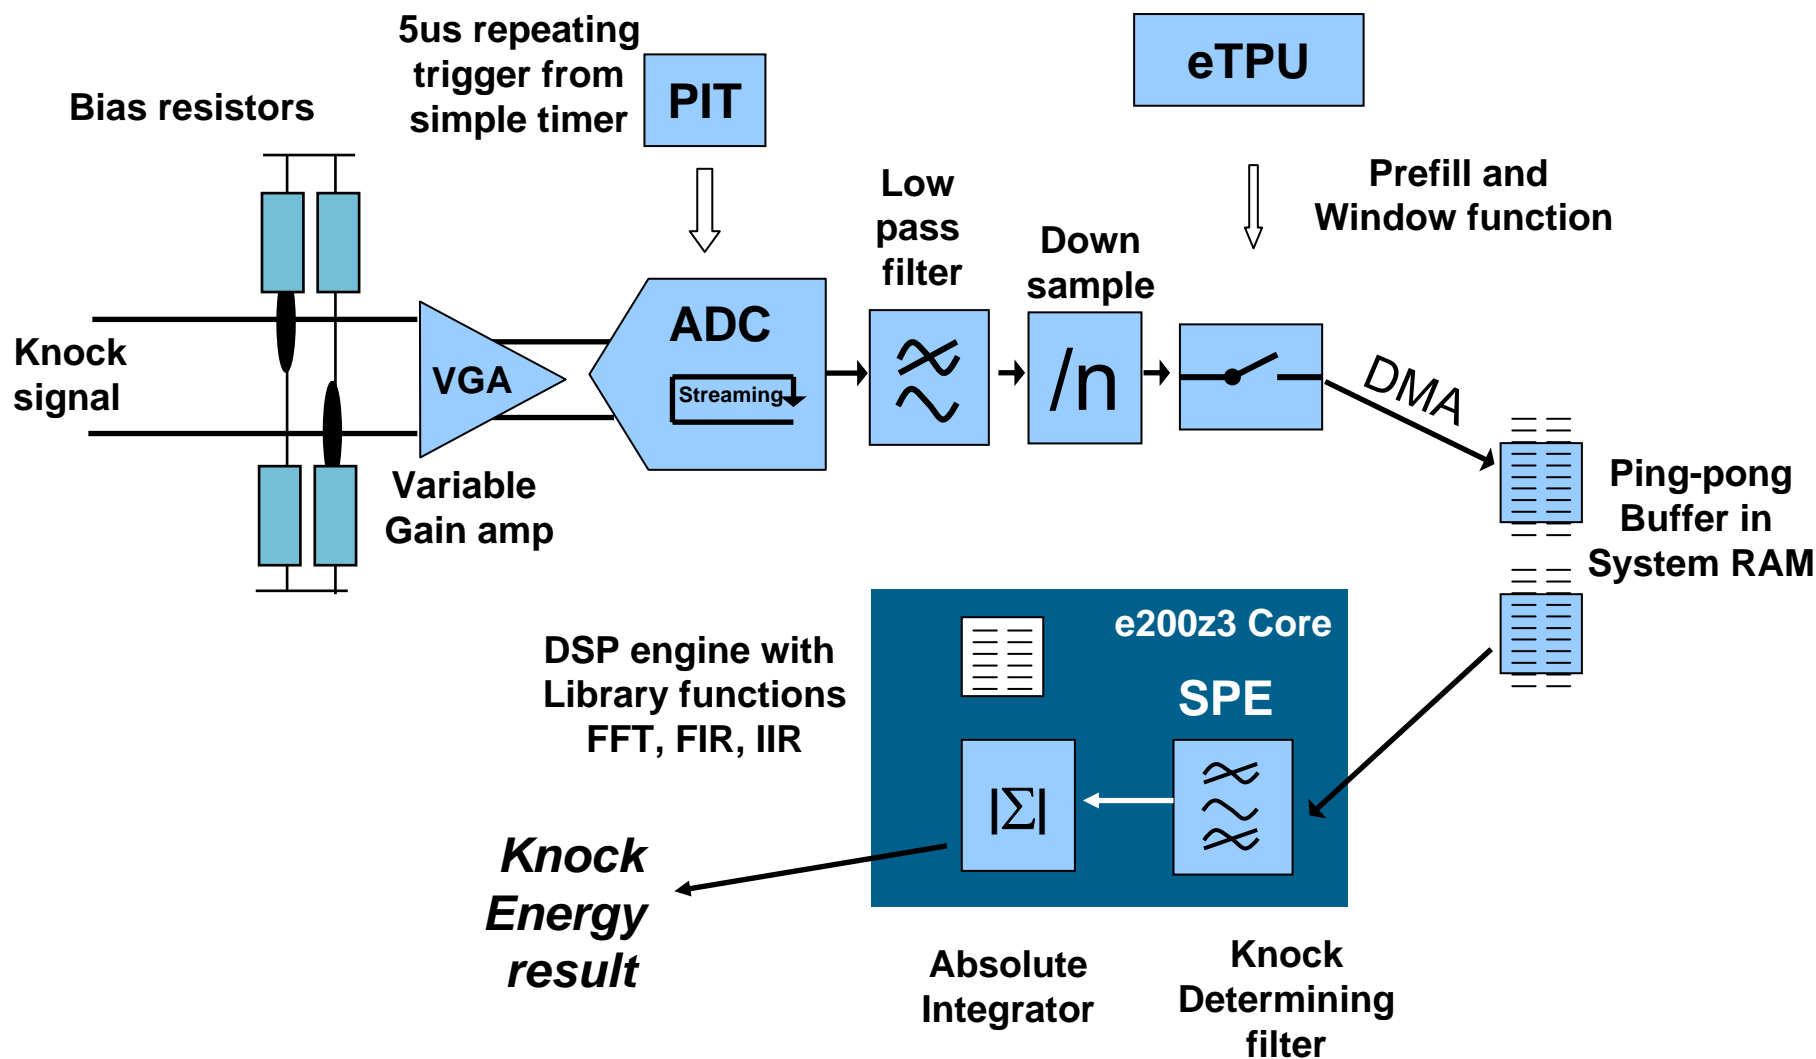 5us repeating
trigger from
simple timer
PIT
eTPU
Bias resistors
Low
pass
filter
Prefill and
Window function
Down
sample
Knock
signal
VGA
ADC
Streaming
/n
DMA
Variable
Gain amp
Ping-pong
Buffer in
System RAM
e200z3 Core
DSP engine with
Library functions
FFT, FIR, IIR
SPE
|Σ|
Knock
Energy
result
Absolute
Integrator
Knock
Determining
filter